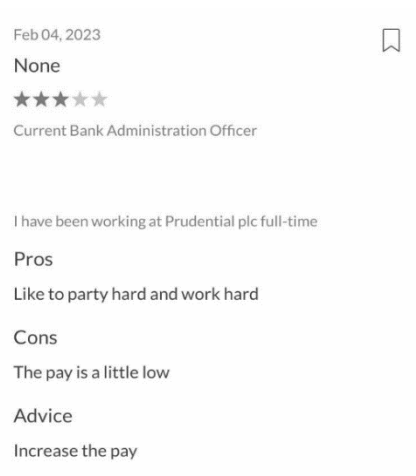 Feb 04, 2023
None
Current Bank Administration Officer
I have been working at Prudential plc full-time
Pros
Like to party hard and work hard
Cons
The pay is a little low
Advice
Increase the pay